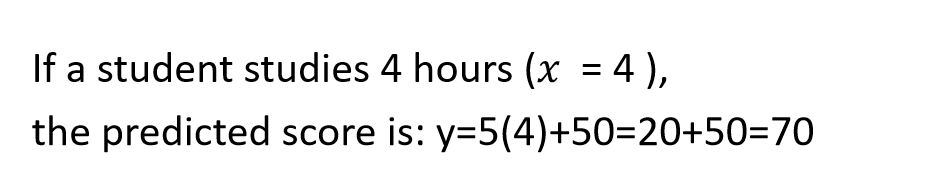 If a student studies 4 hours (x = 4 ),
the predicted score is: y=5(4)+50=20+50=70